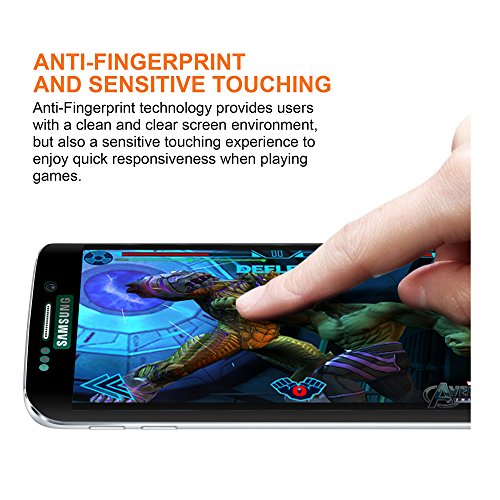 ANTI-FINGERPRINT
AND SENSITIVE TOUCHING
Anti-Fingerprint technology provides users
with a clean and clear screen environment,
but also a sensitive touching experience to
enjoy quick responsiveness when playing
games.
SAMSUNG